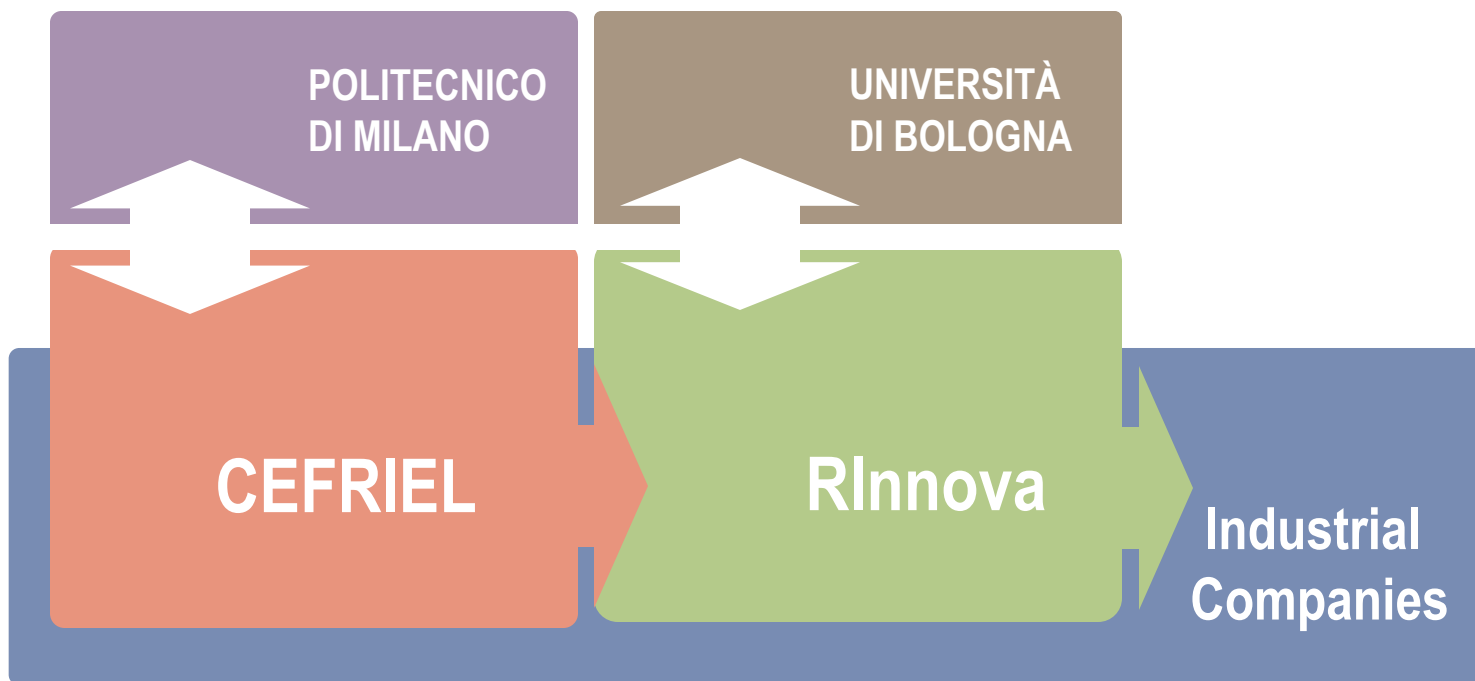 POLITECNICO
DI MILANO
UNIVERSITÀ
DI BOLOGNA
CEFRIEL
RInnova
Industrial
Companies